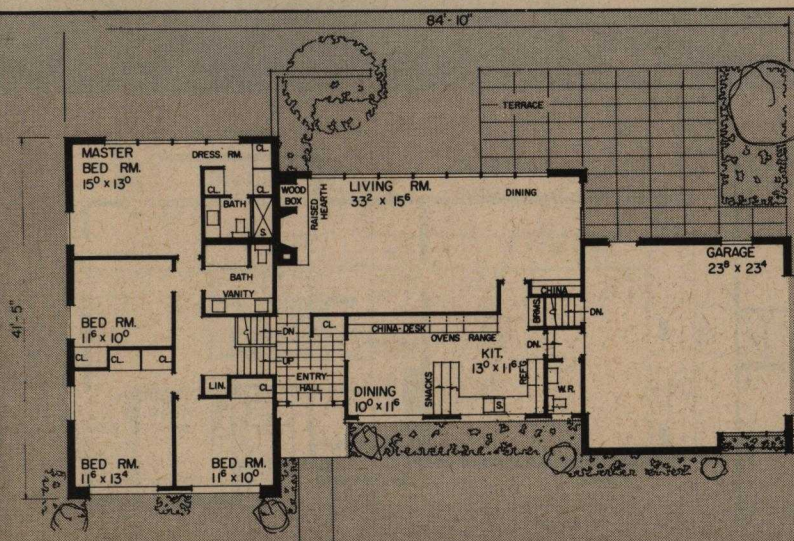 84'-10"
TERRACE
MASTER
BED RM.
15⁰ x 13⁰
DRESS. RM.
CL.
CL.
CL.
BATH
S.
WOOD
BOX
RAISED
HEARTH
LIVING RM.
33² x 15⁶
DINING
41'-5"
BATH
VANITY
BED RM.
11⁶ x 10⁰
CL.
CL.
CL.
DN.
UP
LIN.
CL.
CL.
ENTRY
HALL
CHINA-DESK
OVENS RANGE
CHINA
BRMS.
DN.
DN.
KIT.
13⁰ x 11⁶
REF'G.
W.R.
SNACKS
S.
DINING
10⁰ x 11⁶
GARAGE
23⁸ x 23⁴
BED RM.
11⁶ x 13⁴
BED RM.
11⁶ x 10⁰